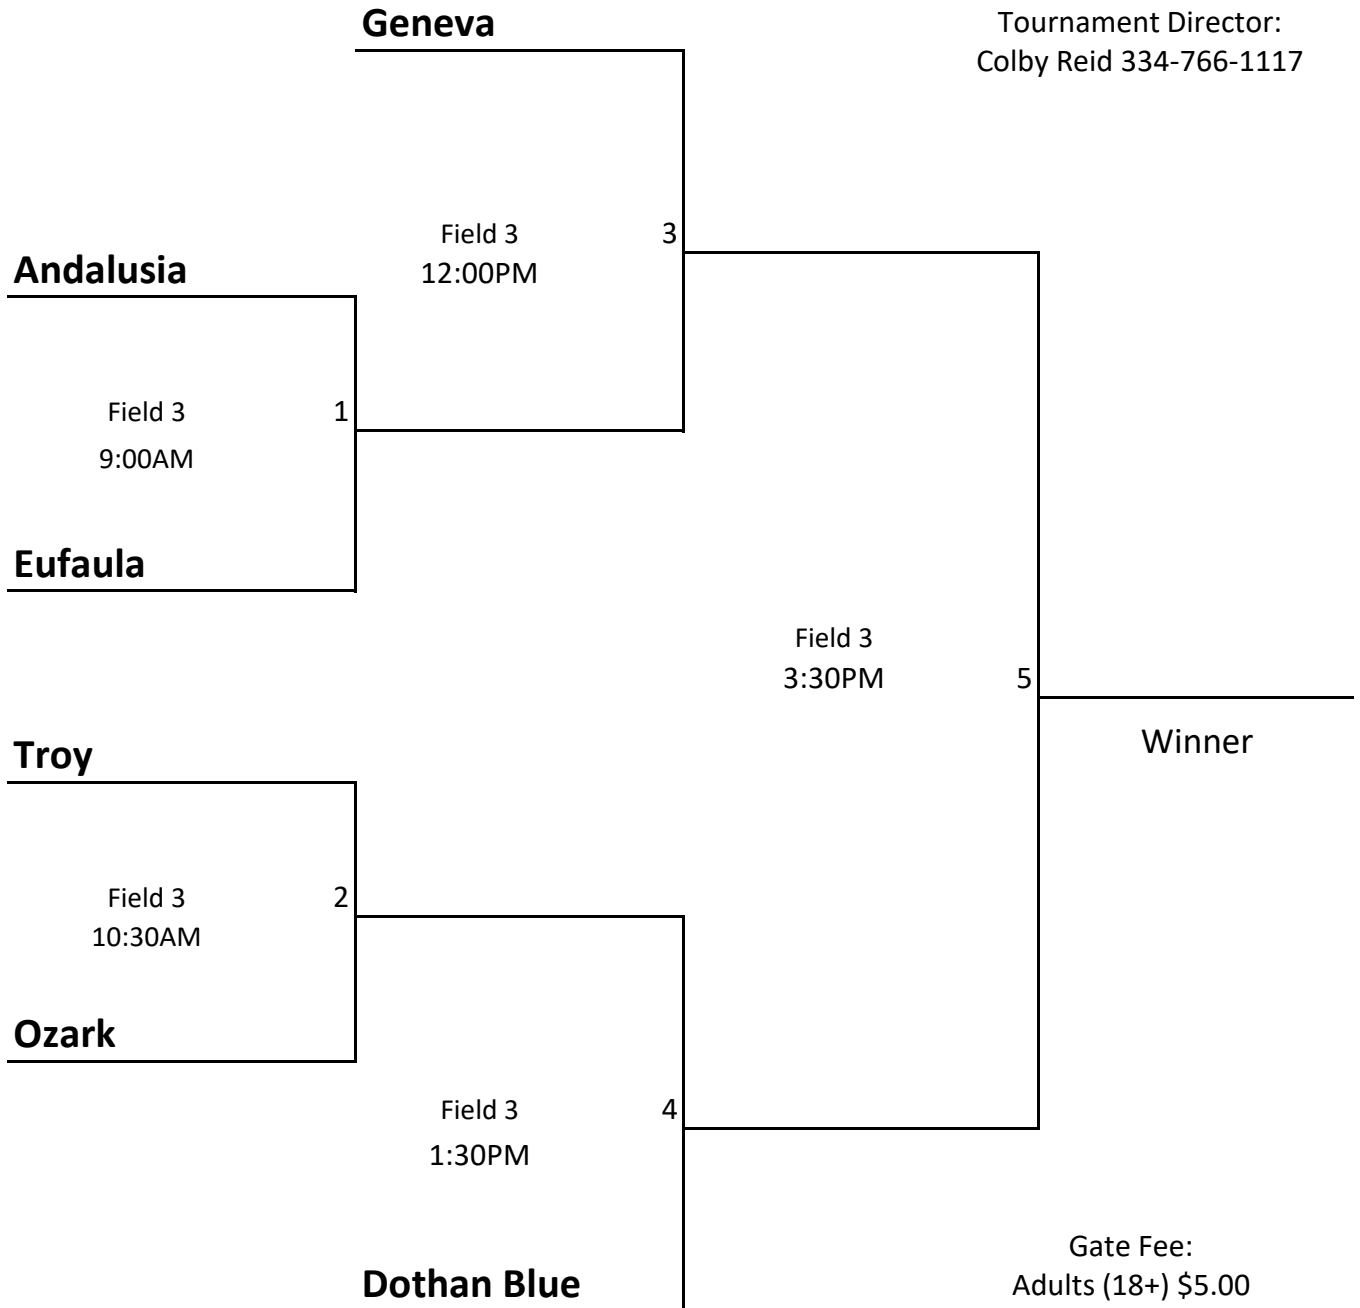 Geneva
Tournament Director:
Colby Reid 334-766-1117
Field 3
3
12:00PM
Andalusia
Field 3
1
9:00AM
Eufaula
Field 3
3:30PM
5
Winner
Troy
Field 3
2
10:30AM
Ozark
Field 3
4
1:30PM
Gate Fee:
Adults (18+) $5.00
Dothan Blue